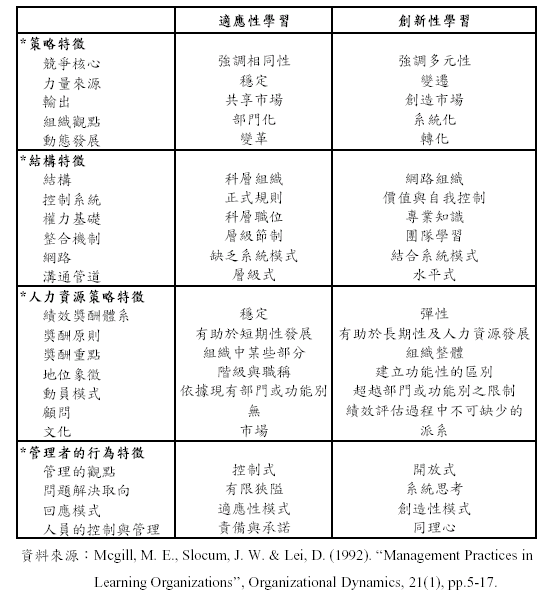 適應性學習 創新性學習
*策略特徵
競爭核心 強調相同性 強調多元性
力量來源 穩定 變遷
輸出 共享市場 創造市場
組織觀點 部門化 系統化
動態發展 變革 轉化
*結構特徵
結構 科層組織 網路組織
控制系統 正式規則 價值與自我控制
權力基礎 科層職位 專業知識
整合機制 層級節制 團隊學習
網路 缺乏系統模式 結合系統模式
溝通管道 層級式 水平式
*人力資源策略特徵
績效獎酬體系 穩定 彈性
獎酬原則 有助於短期性發展 有助於長期性及人力資源發展
獎酬重點 組織中某些部分 組織整體
地位象徵 階級與職稱 建立功能性的區別
動員模式 依據現有部門或功能別 超越部門或功能別之限制
顧問 無 績效評估過程中不可缺少的
文化 市場 派系
*管理者的行為特徵
管理的觀點 控制式 開放式
問題解決取向 有限狹隘 系統思考
回應模式 適應性模式 創造性模式
人員的控制與管理 責備與承諾 同理心
資料來源：Mcgill, M. E., Slocum, J. W. & Lei, D. (1992). “Management Practices in
Learning Organizations”, Organizational Dynamics, 21(1), pp.5-17.